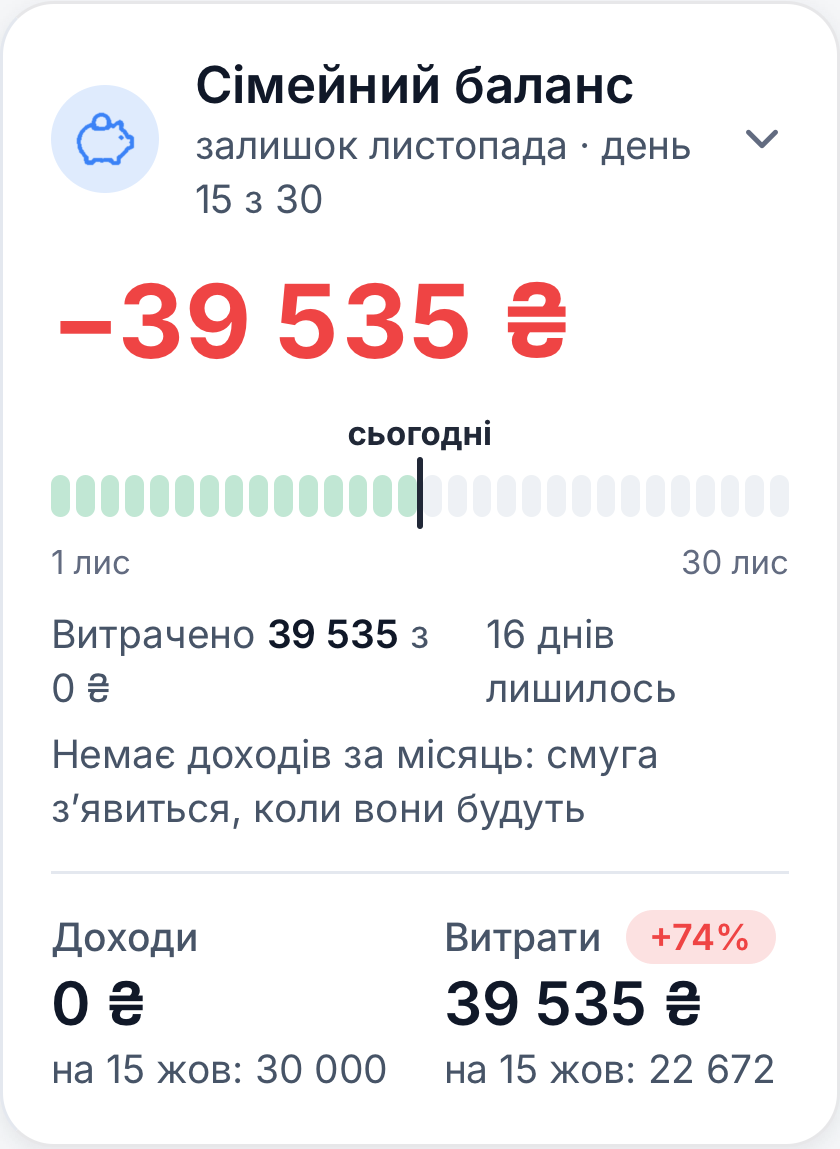 Сімейний баланс
залишок листопада · день
15 з 30
−39 535 ₴
сьогодні
1 лис
30 лис
Витрачено 39 535 з
0 ₴
16 днів
лишилось
Немає доходів за місяць: смуга
з’явиться, коли вони будуть
Доходи
0 ₴
на 15 жов: 30 000
Витрати +74%
39 535 ₴
на 15 жов: 22 672